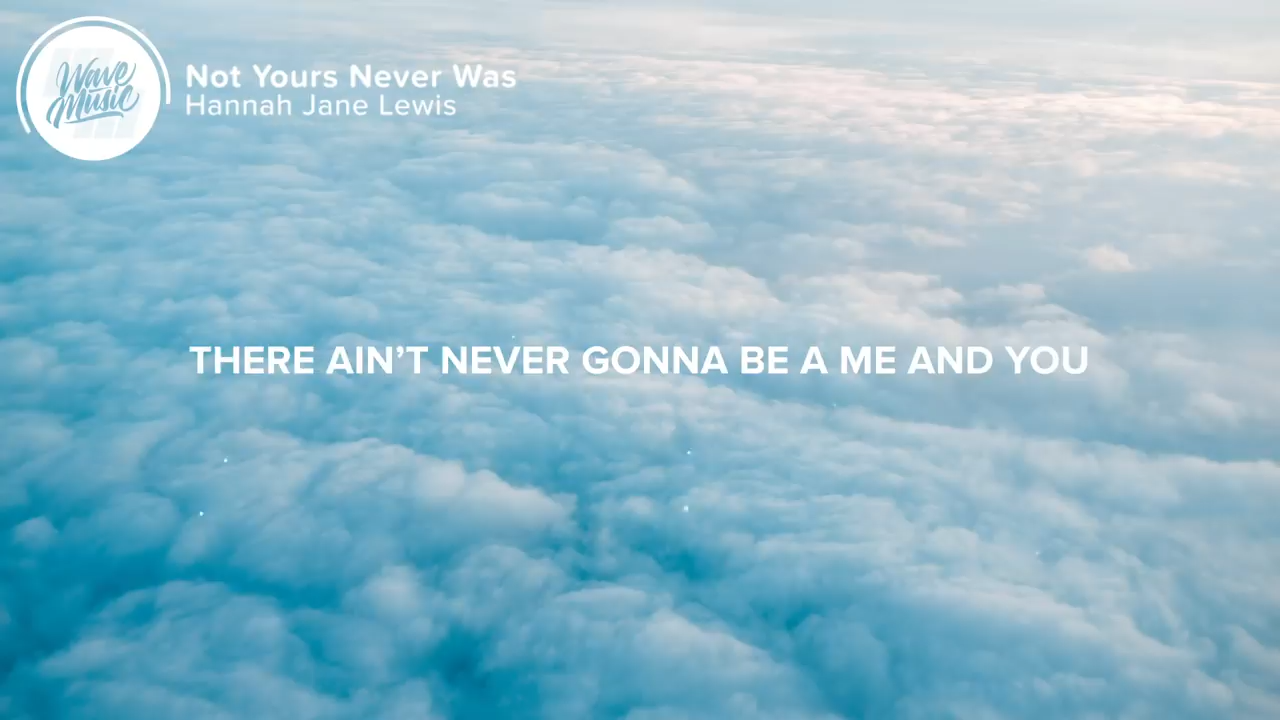 Wave
Music
Not Yours Never Was
Hannah Jane Lewis
THERE AIN’T NEVER GONNA BE A ME AND YOU